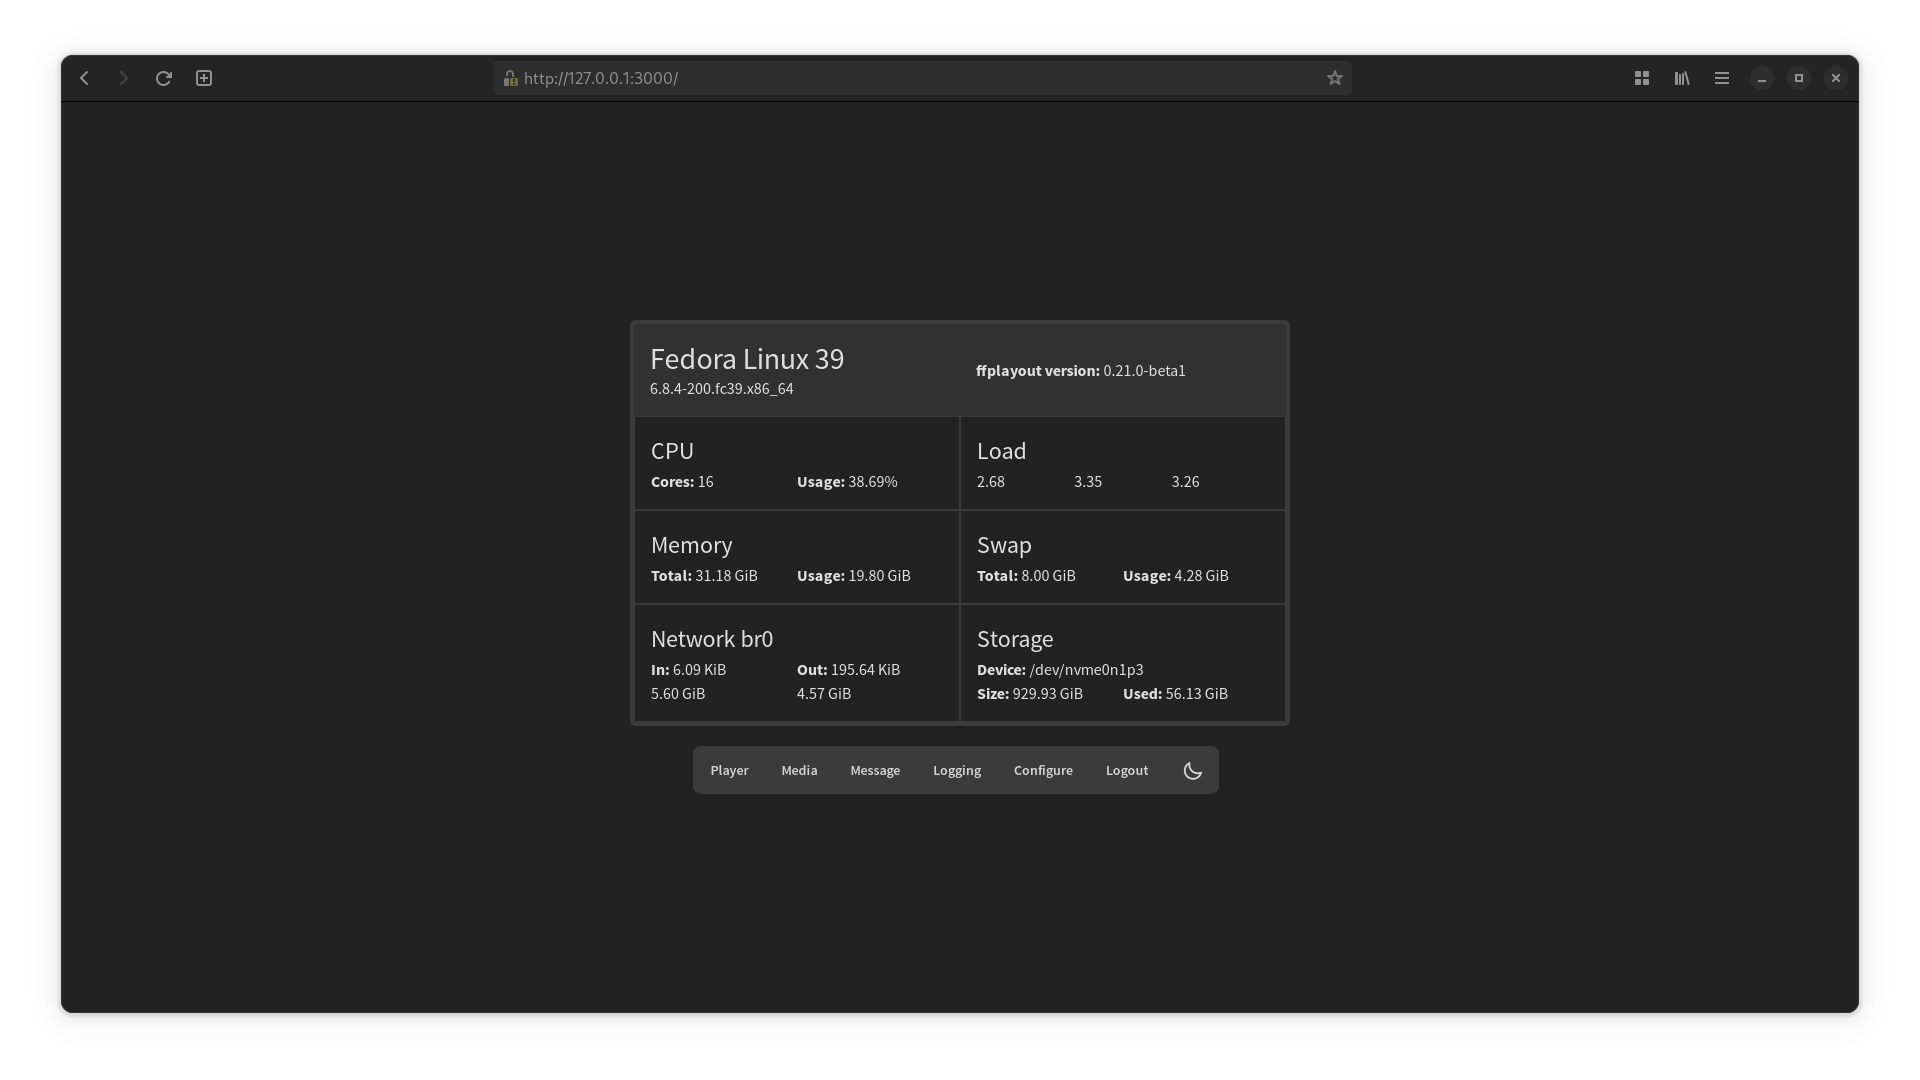 http://127.0.0.1:3000/
Fedora Linux 39
6.8.4-200.fc39.x86_64
ffplayout version: 0.21.0-beta1
CPU
Cores: 16 Usage: 38.69%
Load
2.68 3.35 3.26
Memory
Total: 31.18 GiB Usage: 19.80 GiB
Swap
Total: 8.00 GiB Usage: 4.28 GiB
Network br0
In: 6.09 KiB Out: 195.64 KiB
5.60 GiB 4.57 GiB
Storage
Device: /dev/nvme0n1p3
Size: 929.93 GiB Used: 56.13 GiB
Player Media Message Logging Configure Logout